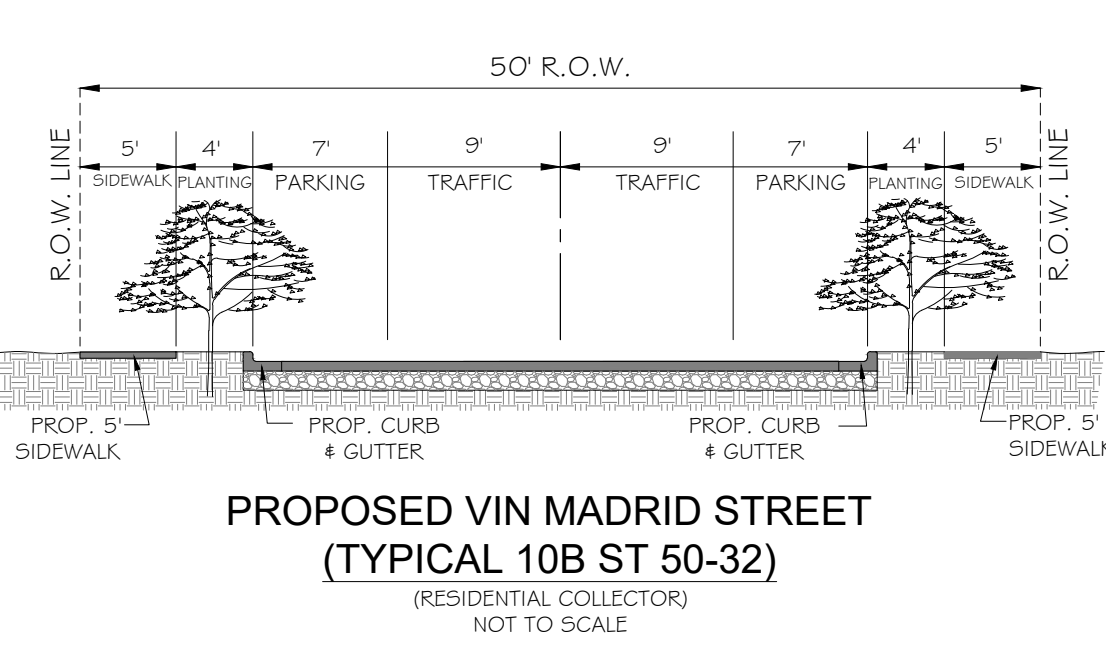 50' R.O.W.
R.O.W. LINE
5' 4' 7' 9' 9' 7' 4' 5'
SIDEWALK PLANTING PARKING TRAFFIC TRAFFIC PARKING PLANTING SIDEWALK
R.O.W. LINE
PROP. 5'
SIDEWALK
PROP. CURB
& GUTTER
PROP. CURB
& GUTTER
PROP. 5'
SIDEWALK
PROPOSED VIN MADRID STREET
(TYPICAL 10B ST 50-32)
(RESIDENTIAL COLLECTOR)
NOT TO SCALE